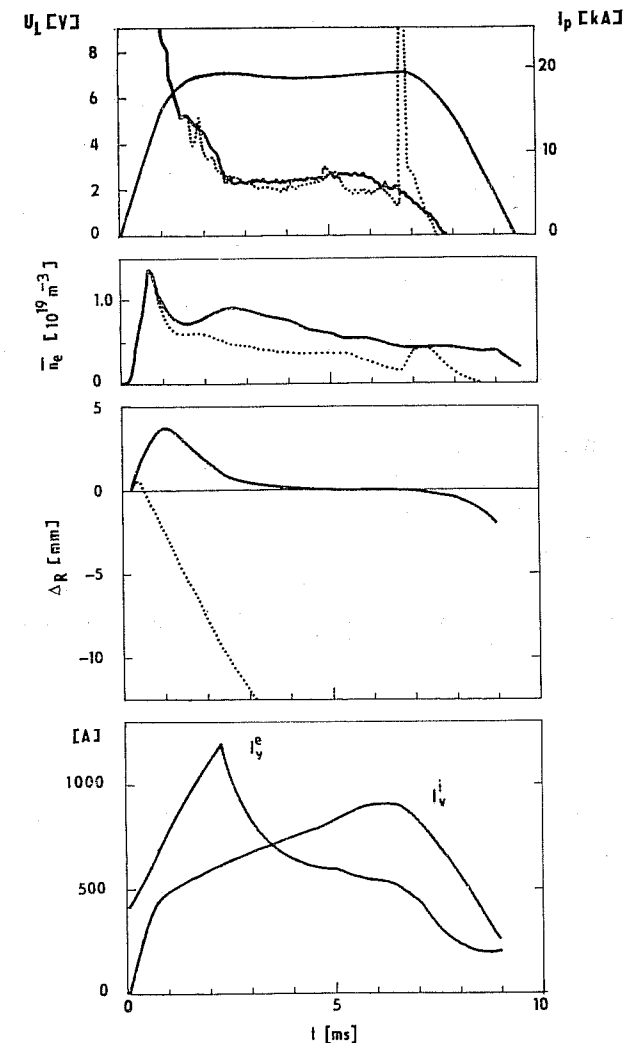 U_L [V]
I_p [kA]
8
6
4
2
0
20
10
0
n̅_e [10^19 m^-3]
1.0
0
Δ_R [mm]
5
0
-5
-10
[A]
1000
500
0
I_v^e
I_v^i
0 5 10
t [ms]